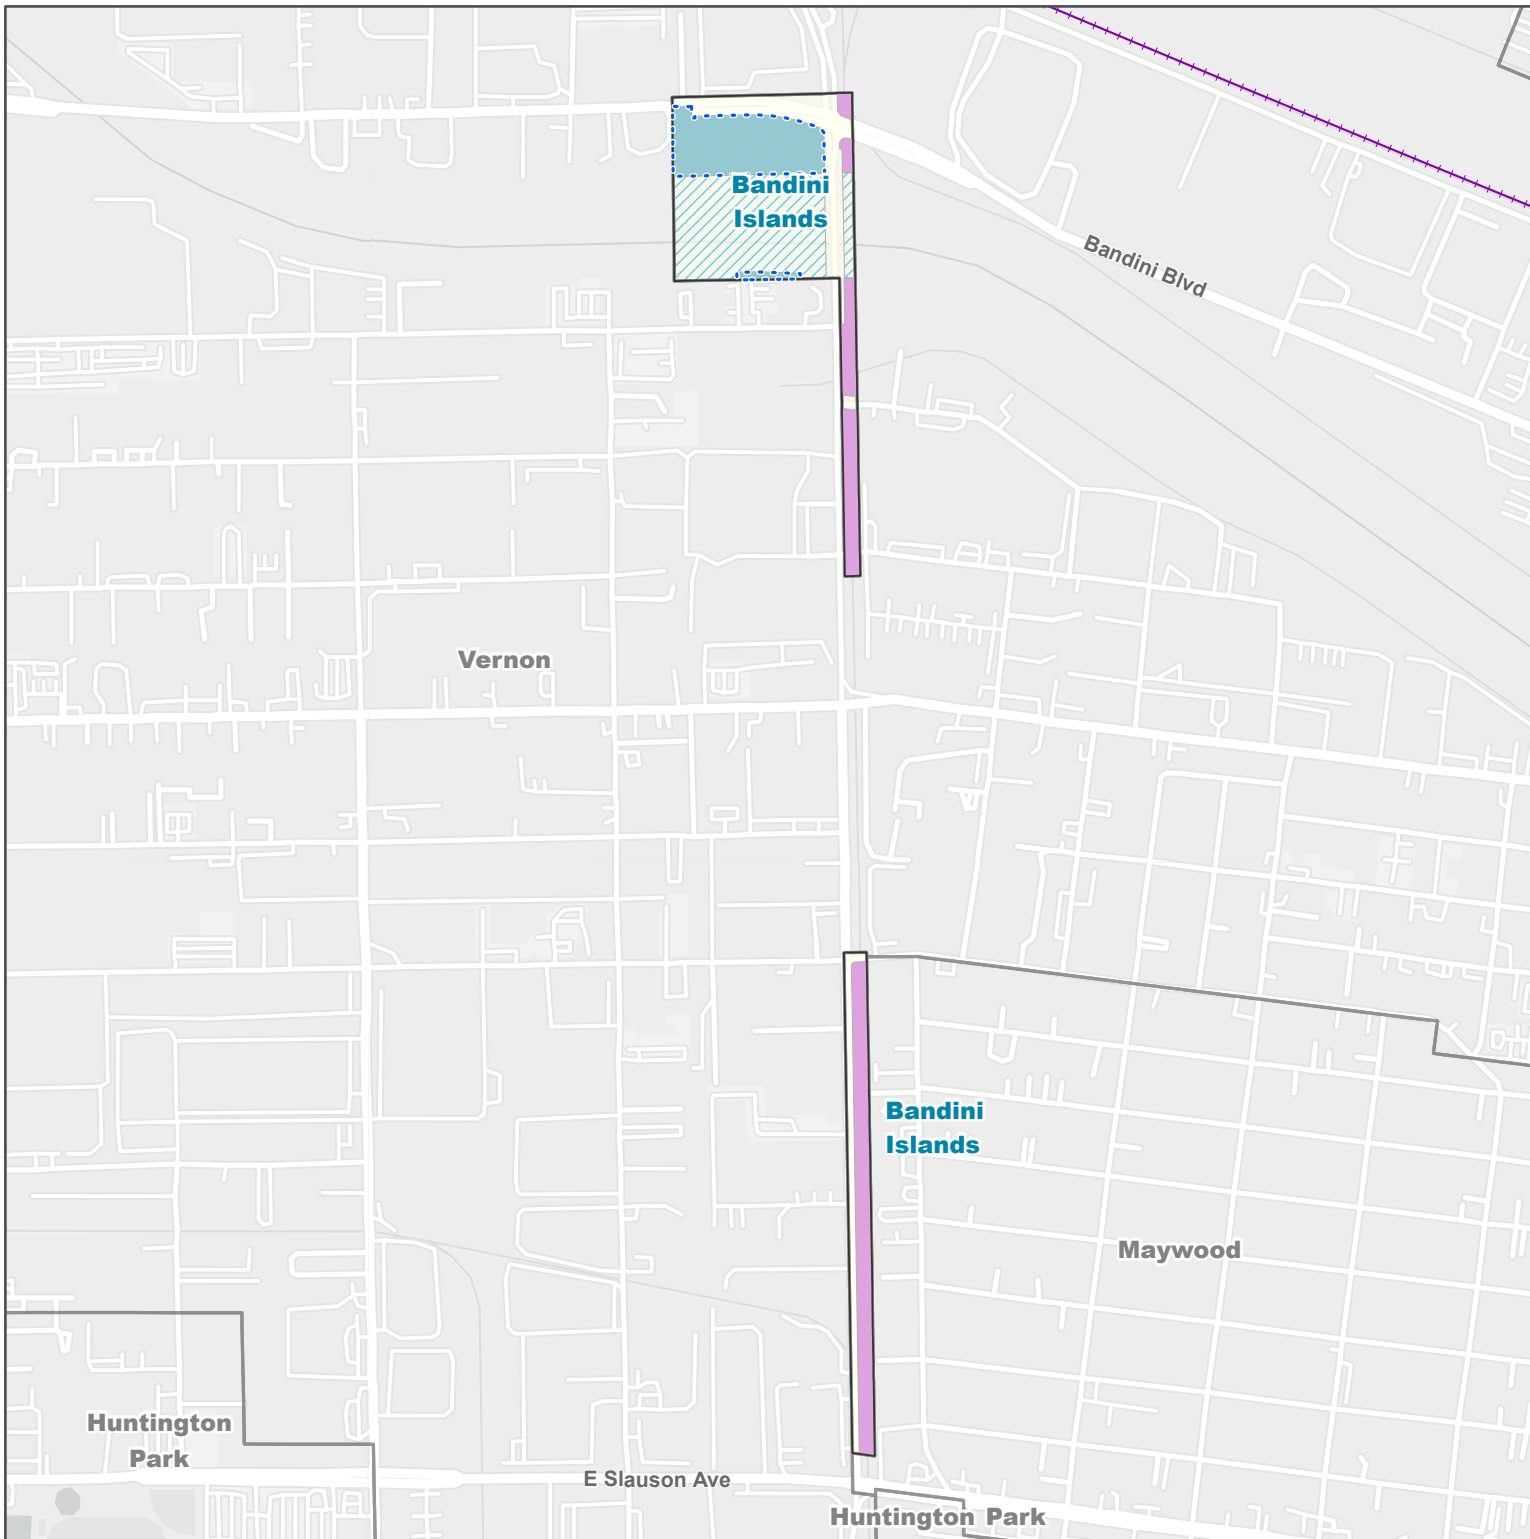 Bandini
Islands
Bandini Blvd
Vernon
Bandini
Islands
Maywood
Huntington
Park
E Slauson Ave
Huntington Park